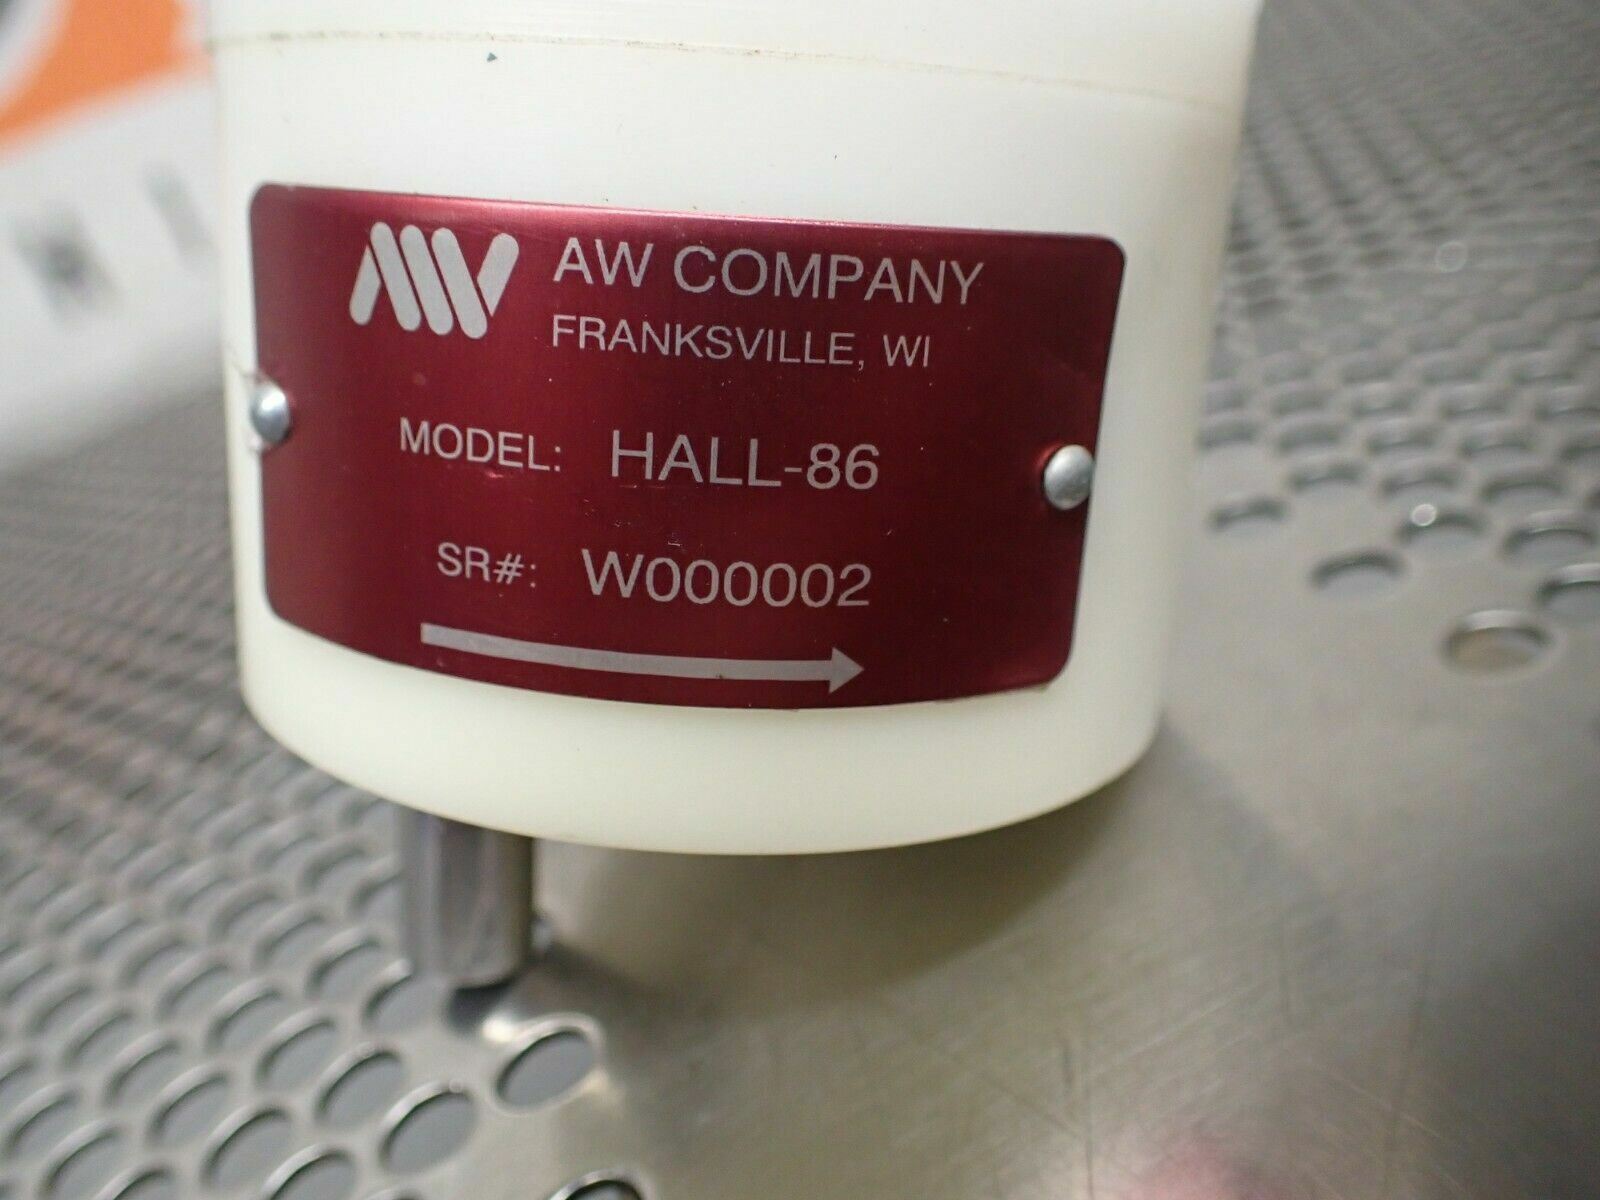 AW COMPANY
FRANKSVILLE, WI
MODEL: HALL-86
SR#: W000002